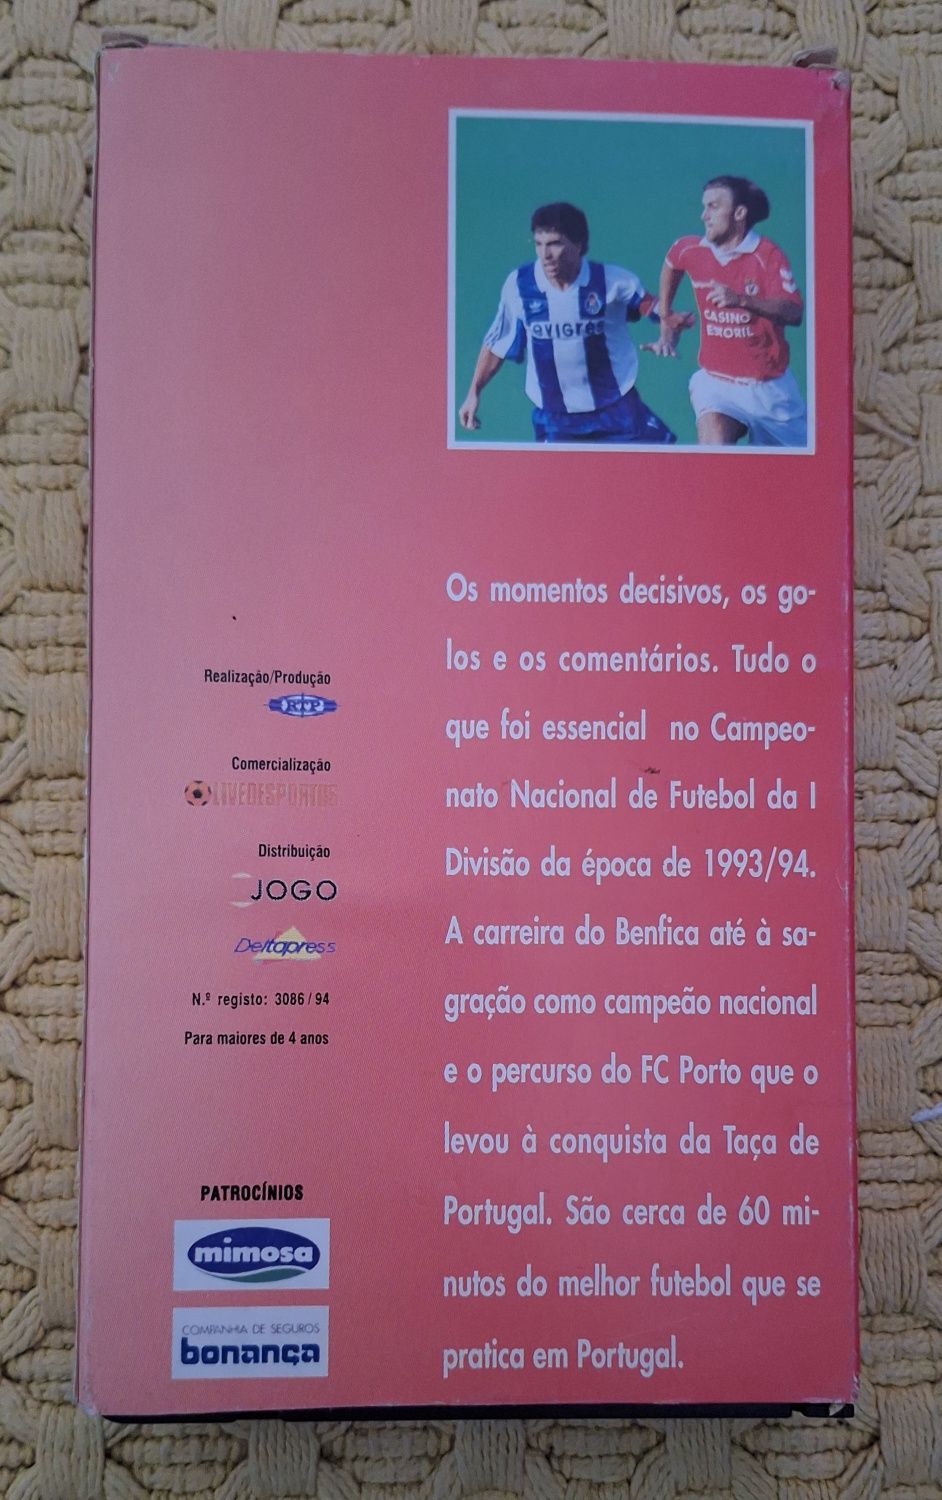 evigrés
CASINO
ESTORIL
Os momentos decisivos, os go-
los e os comentários. Tudo o
que foi essencial no Campeo-
nato Nacional de Futebol da I
Divisão da época de 1993/94.
A carreira do Benfica até à sa-
gração como campeão nacional
e o percurso do FC Porto que o
levou à conquista da Taça de
Portugal. São cerca de 60 mi-
nutos do melhor futebol que se
pratica em Portugal.
Realização/Produção
RTP
Comercialização
LIVEDESPORTOS
Distribuição
JOGO
Deltapress
N.º registo: 3086/94
Para maiores de 4 anos
PATROCÍNIOS
mimosa
COMPANHIA DE SEGUROS
bonança